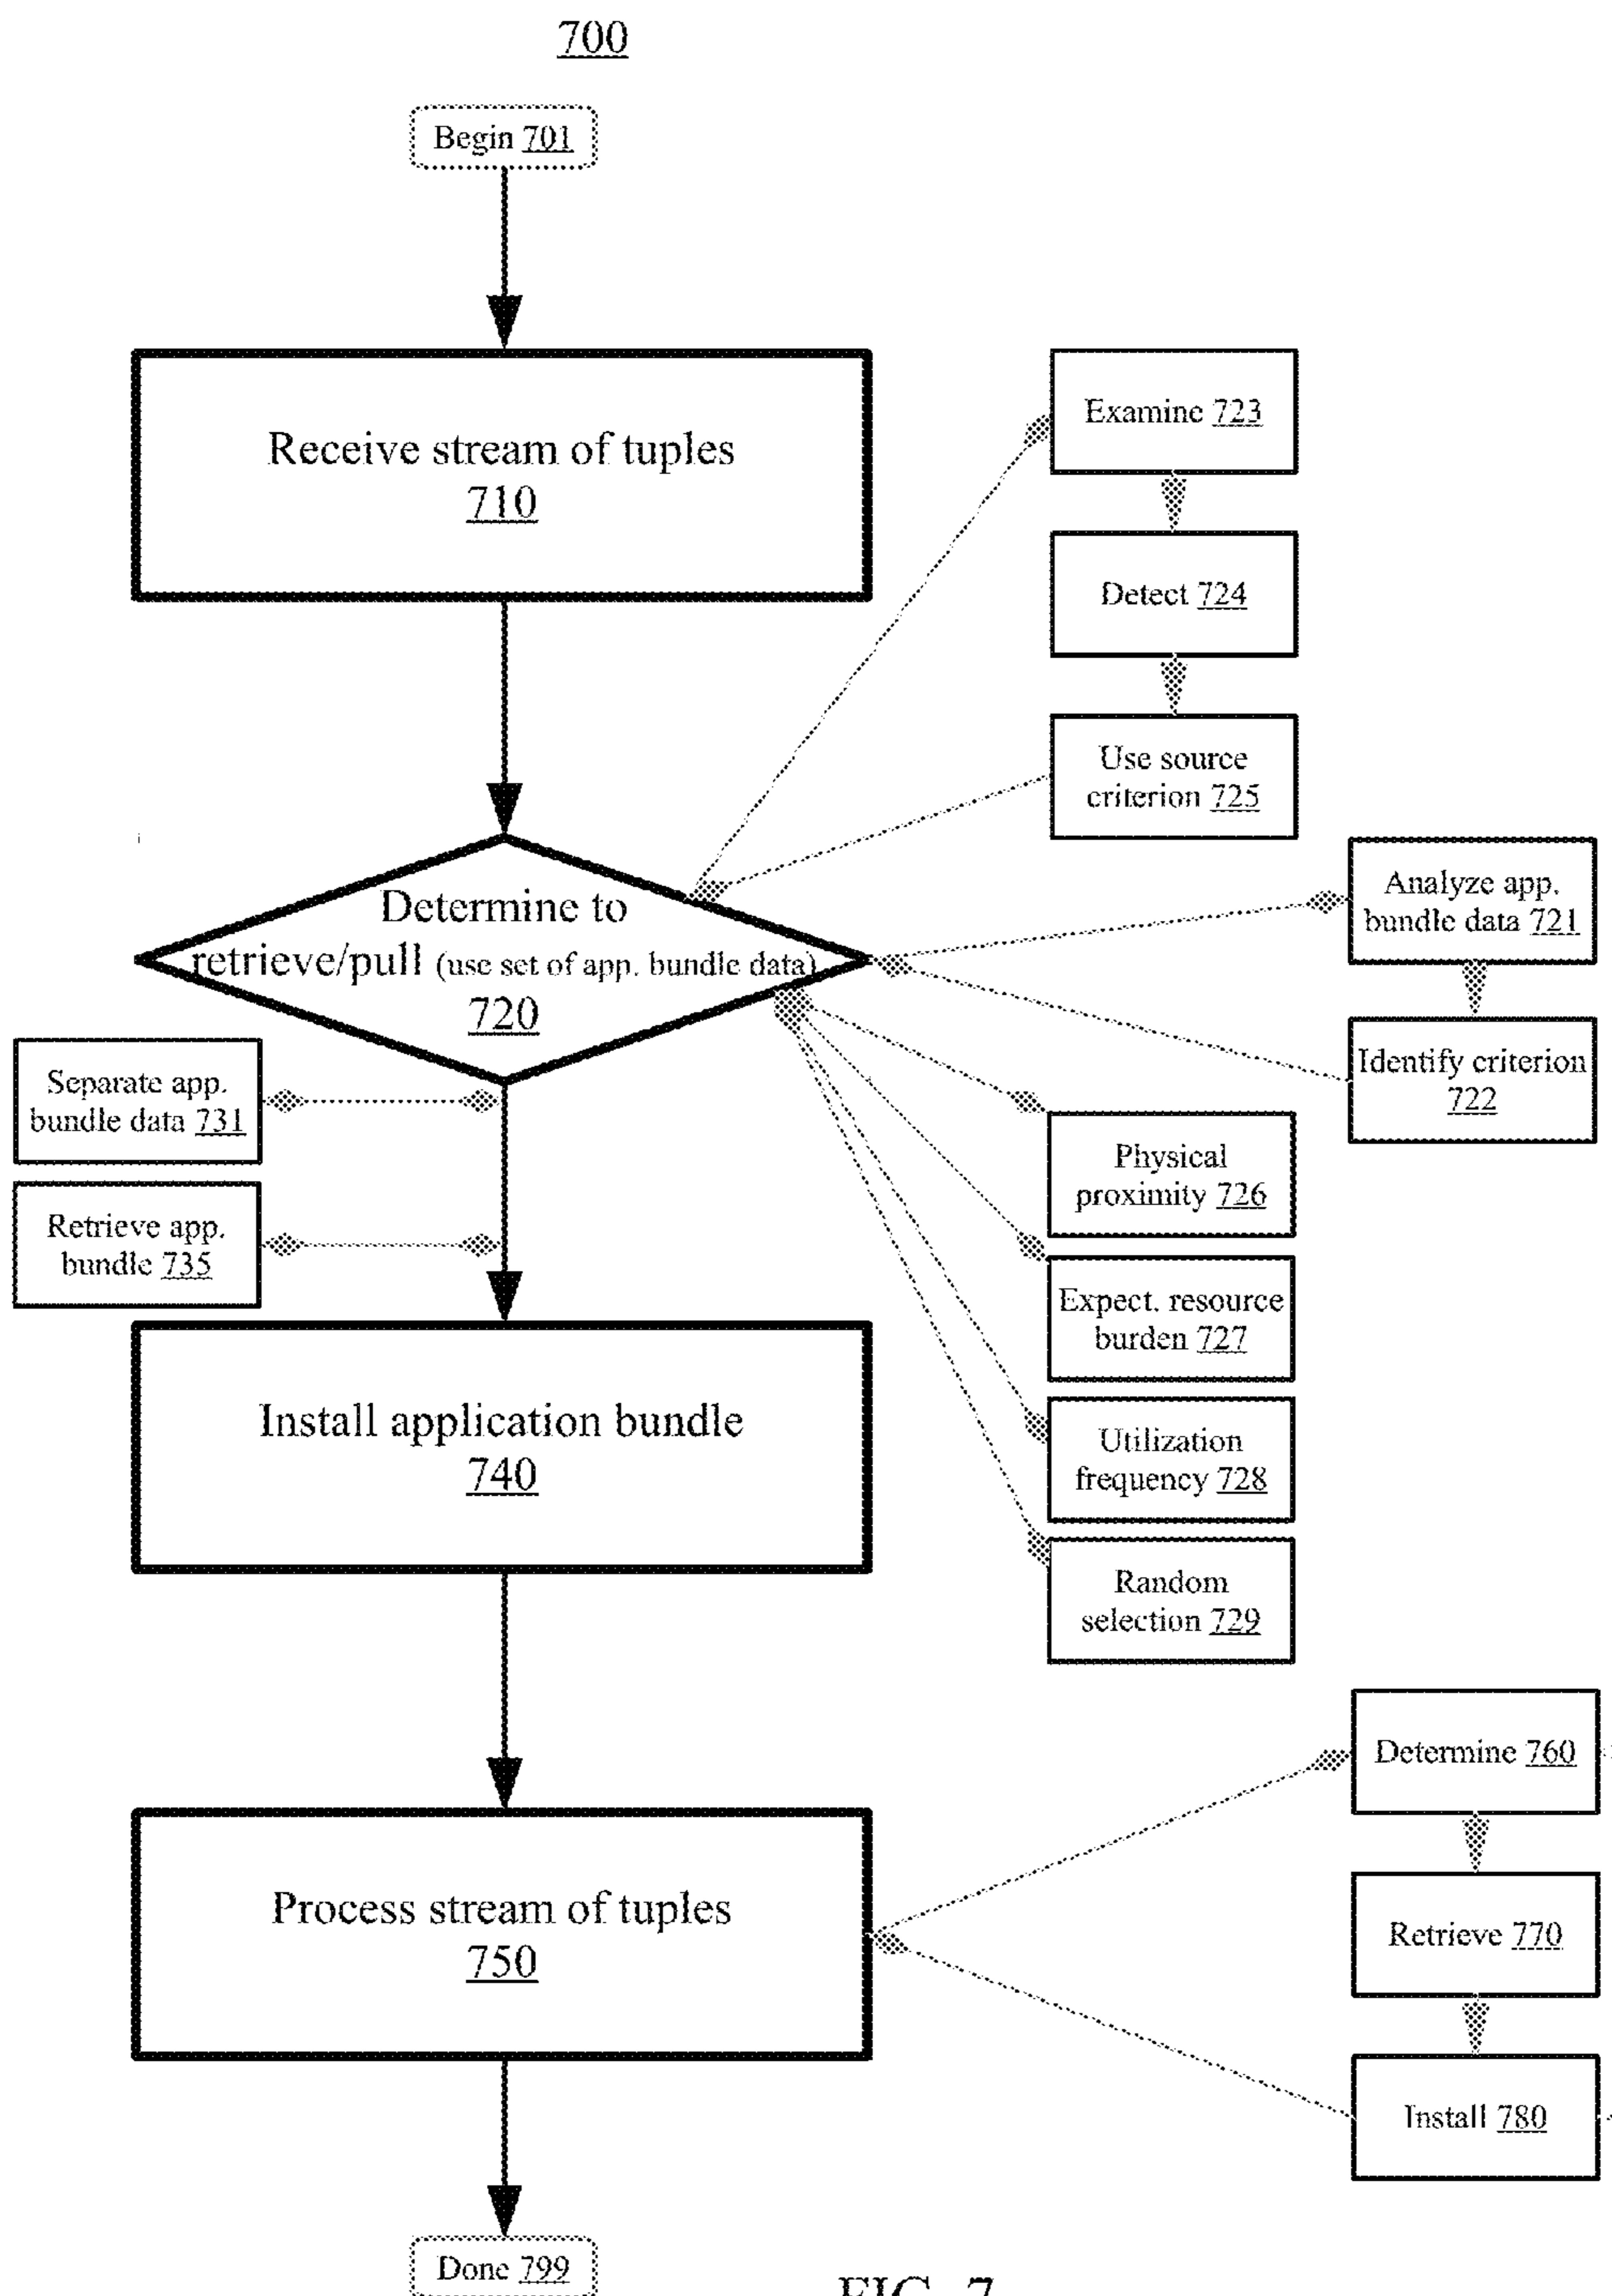 700
Begin 701
Receive stream of tuples
710
Examine 723
Detect 724
Use source
criterion 725
Determine to
retrieve/pull (use set of app. bundle data)
720
Analyze app.
bundle data 721
Identify criterion
722
Separate app.
bundle data 731
Retrieve app.
bundle 735
Physical
proximity 726
Expect. resource
burden 727
Utilization
frequency 728
Random
selection 729
Install application bundle
740
Process stream of tuples
750
Determine 760
Retrieve 770
Install 780
Done 799
FIG. 7